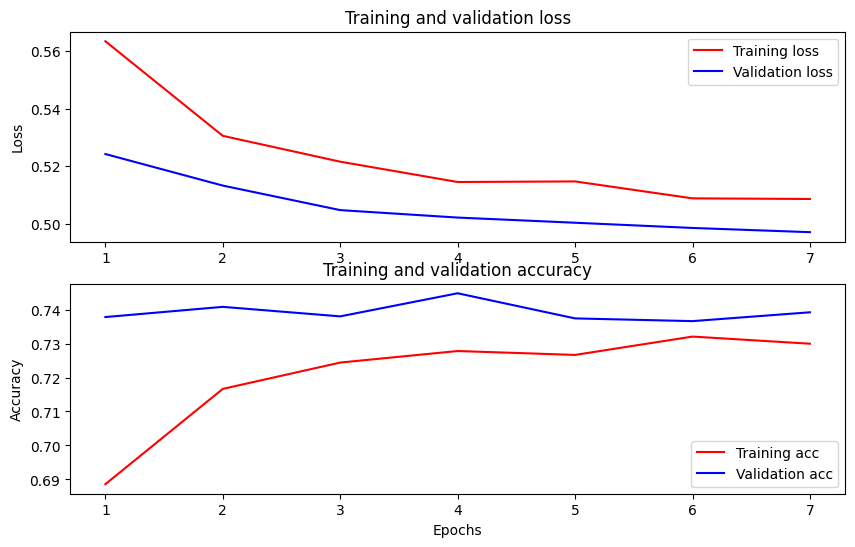 Training and validation loss
0.56
0.54
0.52
0.50
Loss
Training loss
Validation loss
1 2 3 4 5 6 7
Training and validation accuracy
0.74
0.73
0.72
0.71
0.70
0.69
Accuracy
Training acc
Validation acc
1 2 3 4 5 6 7
Epochs